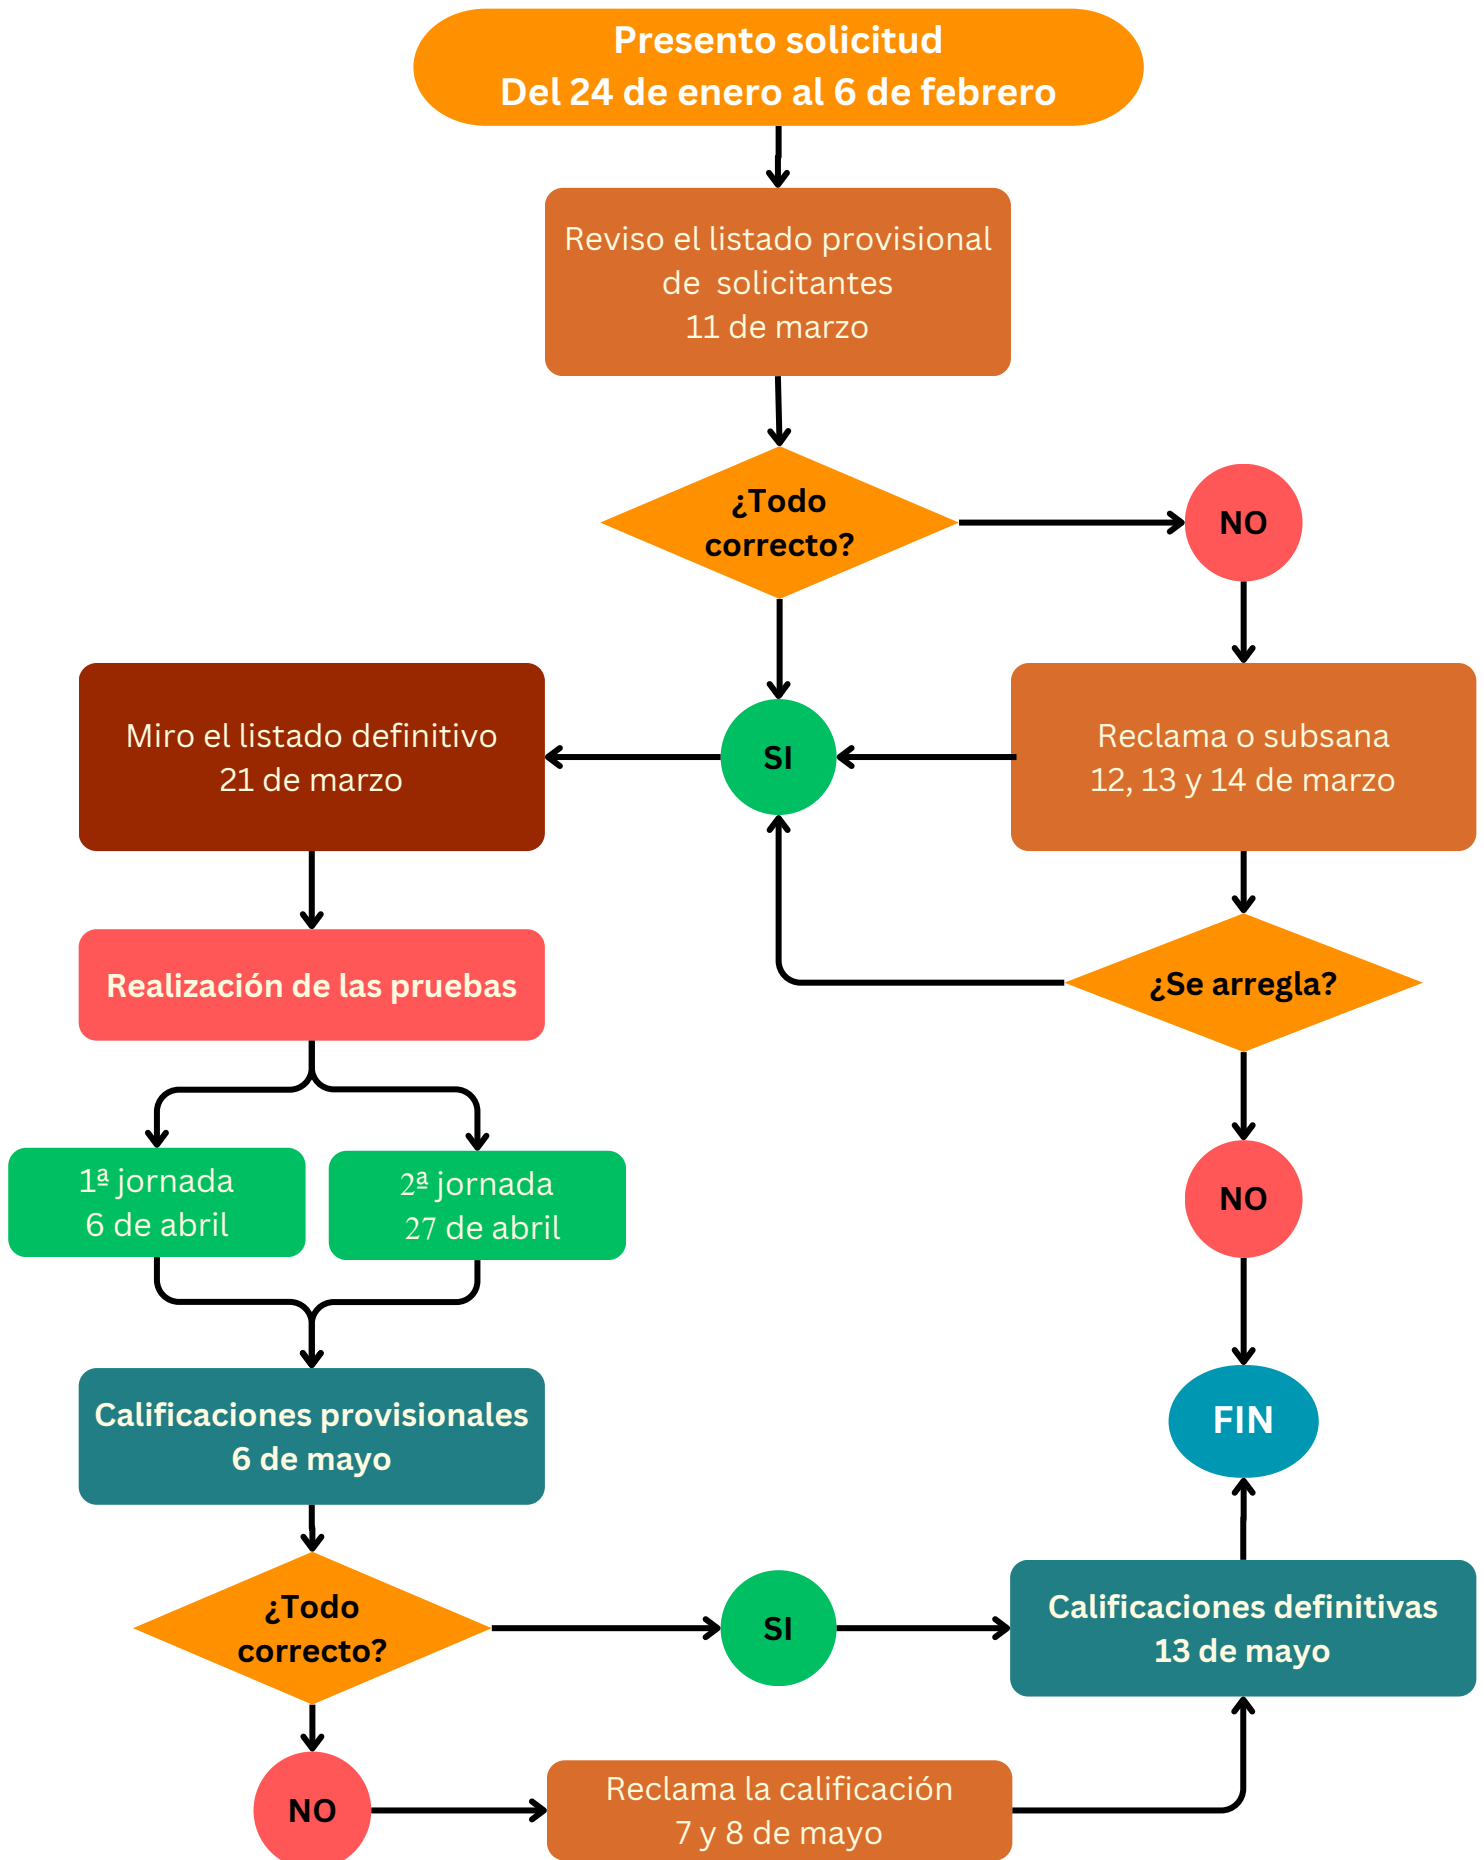 Presento solicitud
Del 24 de enero al 6 de febrero
Reviso el listado provisional
de solicitantes
11 de marzo
¿Todo
correcto?
NO
Miro el listado definitivo
21 de marzo
SI
Reclama o subsana
12, 13 y 14 de marzo
Realización de las pruebas
¿Se arregla?
1ª jornada
6 de abril
2ª jornada
27 de abril
NO
Calificaciones provisionales
6 de mayo
FIN
¿Todo
correcto?
SI
Calificaciones definitivas
13 de mayo
NO
Reclama la calificación
7 y 8 de mayo